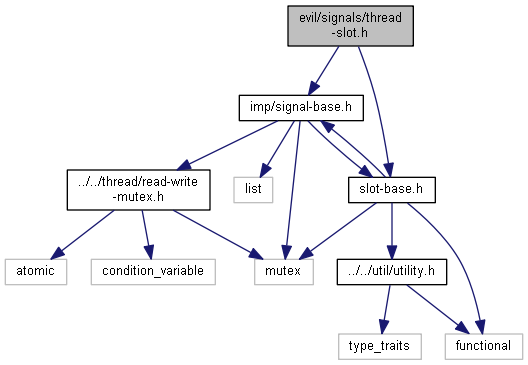 evil/signals/thread
-slot.h
imp/signal-base.h
../../thread/read-write
-mutex.h
list
slot-base.h
atomic
condition_variable
mutex
../../util/utility.h
type_traits
functional